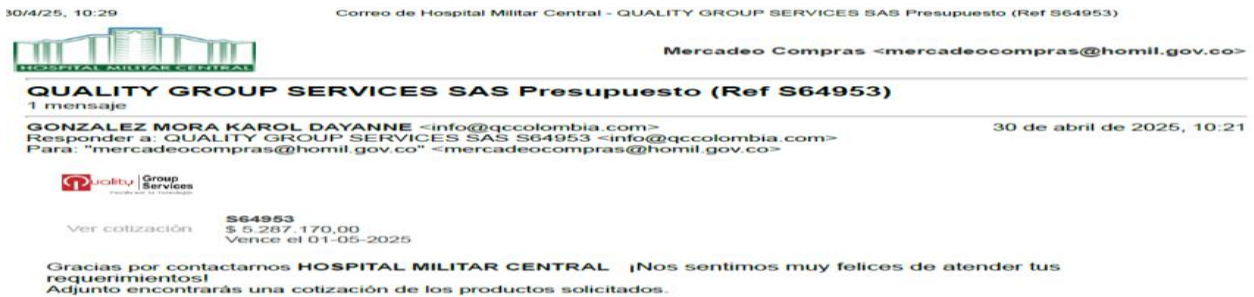 30/4/25, 10:29 Correo de Hospital Militar Central - QUALITY GROUP SERVICES SAS Presupuesto (Ref S64953)
HOSPITAL MILITAR CENTRAL
Mercadeo Compras <mercadeocompras@homil.gov.co>
QUALITY GROUP SERVICES SAS Presupuesto (Ref S64953)
1 mensaje
GONZALEZ MORA KAROL DAYANNE <info@qccolombia.com> 30 de abril de 2025, 10:21
Responder a: QUALITY GROUP SERVICES SAS S64953 <info@qccolombia.com>
Para: "mercadeocompras@homil.gov.co" <mercadeocompras@homil.gov.co>
Quality Group
Services
S64953
Ver cotización $ 5.287.170,00
Vence el 01-05-2025
Gracias por contactarnos HOSPITAL MILITAR CENTRAL ¡Nos sentimos muy felices de atender tus
requerimientos!
Adjunto encontrarás una cotización de los productos solicitados.